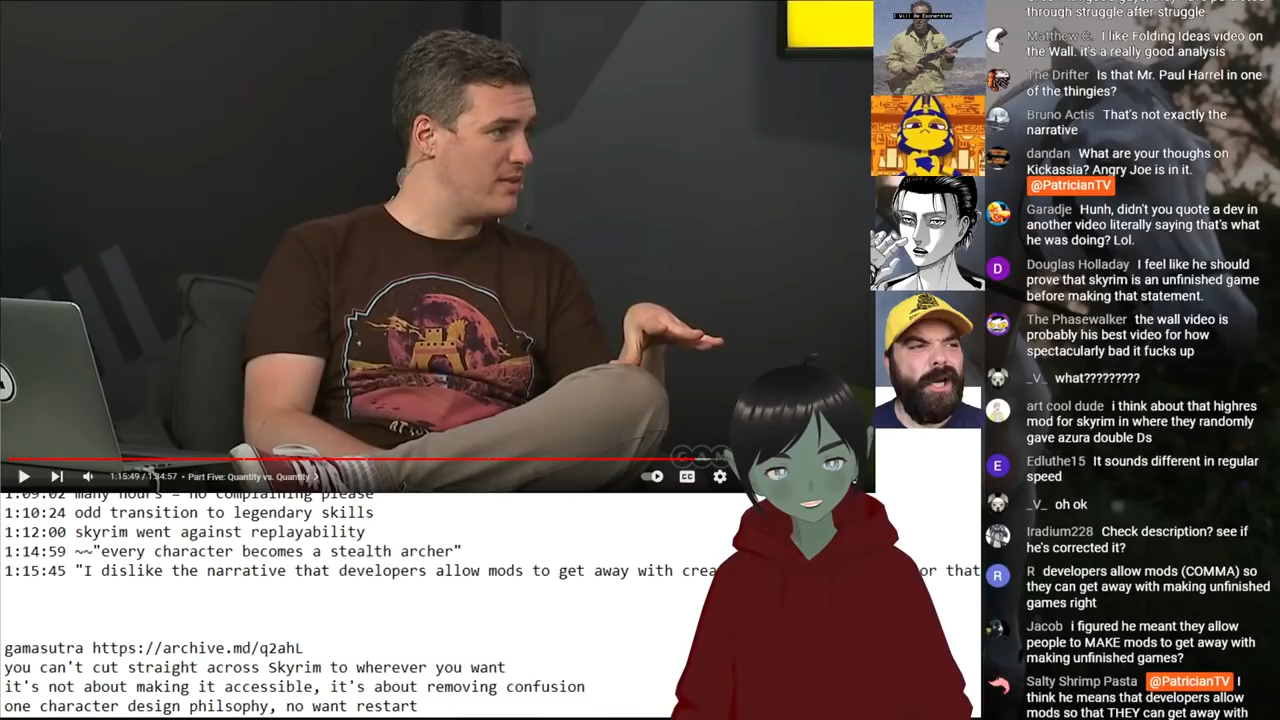 I Will Be Exonerated
1:15:49 / 1:34:57 • Part Five: Quantity vs. Quantity
CC
1:09:02 many hours = no complaining please
1:10:24 odd transition to legendary skills
1:12:00 skyrim went against replayability
1:14:59 ~~"every character becomes a stealth archer"
1:15:45 "I dislike the narrative that developers allow mods to get away with crea
or that
gamasutra https://archive.md/q2ahL
you can't cut straight across Skyrim to wherever you want
it's not about making it accessible, it's about removing confusion
one character design philsophy, no want restart
through struggle after struggle.
Matthew C. I like Folding Ideas video on
the Wall. it's a really good analysis
The Drifter Is that Mr. Paul Harrel in one
of the thingies?
Bruno Actis That's not exactly the
narrative
dandan What are your thoughs on
Kickassia? Angry Joe is in it.
@PatricianTV
Garadje Hunh, didn't you quote a dev in
another video literally saying that's what
he was doing? Lol.
D
Douglas Holladay I feel like he should
prove that skyrim is an unfinished game
before making that statement.
The Phasewalker the wall video is
probably his best video for how
spectacularly bad it fucks up
_V_ what?????????
art cool dude i think about that highres
mod for skyrim in where they randomly
gave azura double Ds
E
Edluthe15 It sounds different in regular
speed
_V_ oh ok
Iradium228 Check description? see if
he's corrected it?
R
R developers allow mods (COMMA) so
they can get away with making unfinished
games right
Jacob i figured he meant they allow
people to MAKE mods to get away with
making unfinished games?
Salty Shrimp Pasta @PatricianTV I
think he means that developers allow
mods so that THEY can get away with